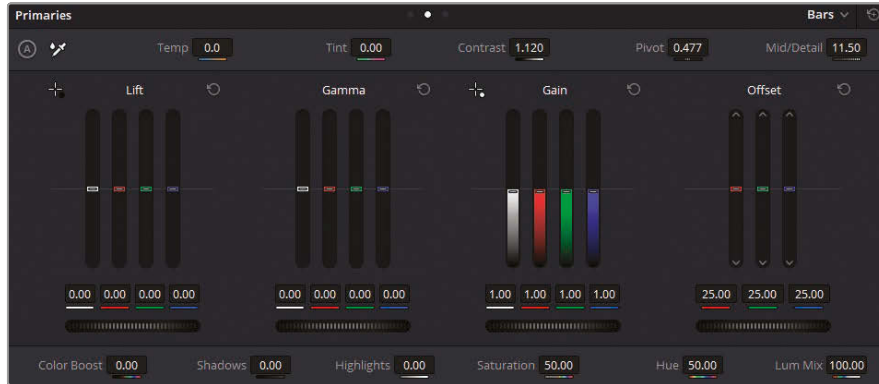 Primaries Bars
A Temp 0.0 Tint 0.00 Contrast 1.120 Pivot 0.477 Mid/Detail 11.50
Lift Gamma Gain Offset
0.00 0.00 0.00 0.00 0.00 0.00 0.00 0.00 1.00 1.00 1.00 1.00 25.00 25.00 25.00
Color Boost 0.00 Shadows 0.00 Highlights 0.00 Saturation 50.00 Hue 50.00 Lum Mix 100.00